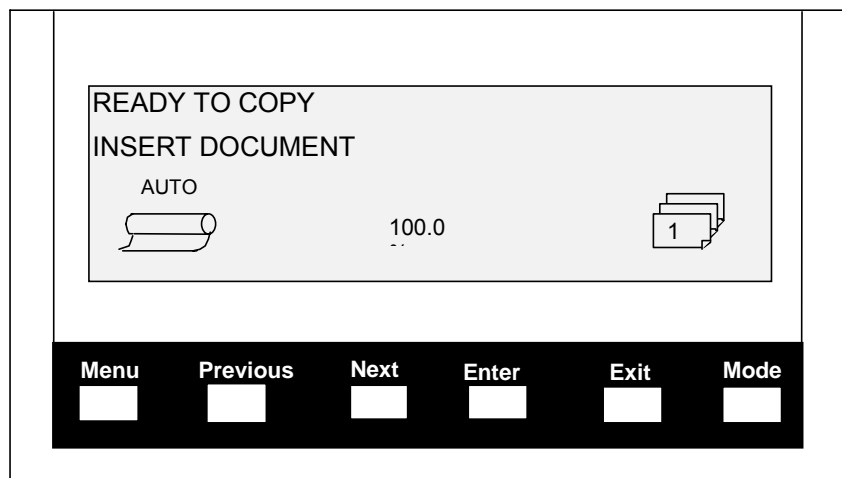 READY TO COPY
INSERT DOCUMENT
AUTO
100.0
%
1
Menu Previous Next Enter Exit Mode